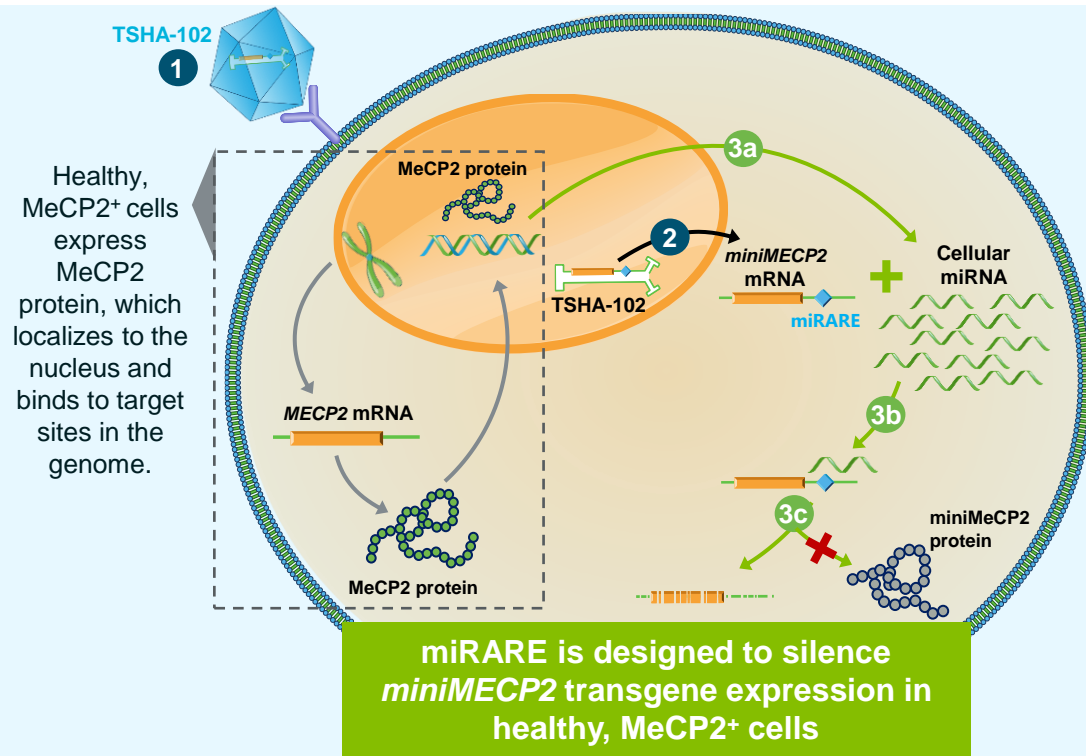 TSHA-102
1
Healthy,
MeCP2⁺ cells
express
MeCP2
protein, which
localizes to the
nucleus and
binds to target
sites in the
genome.
MeCP2 protein
3a
2
TSHA-102
miniMECP2
mRNA
miRARE
Cellular
miRNA
MECP2 mRNA
3b
MeCP2 protein
3c
miniMeCP2
protein
miRARE is designed to silence
miniMECP2 transgene expression in
healthy, MeCP2⁺ cells